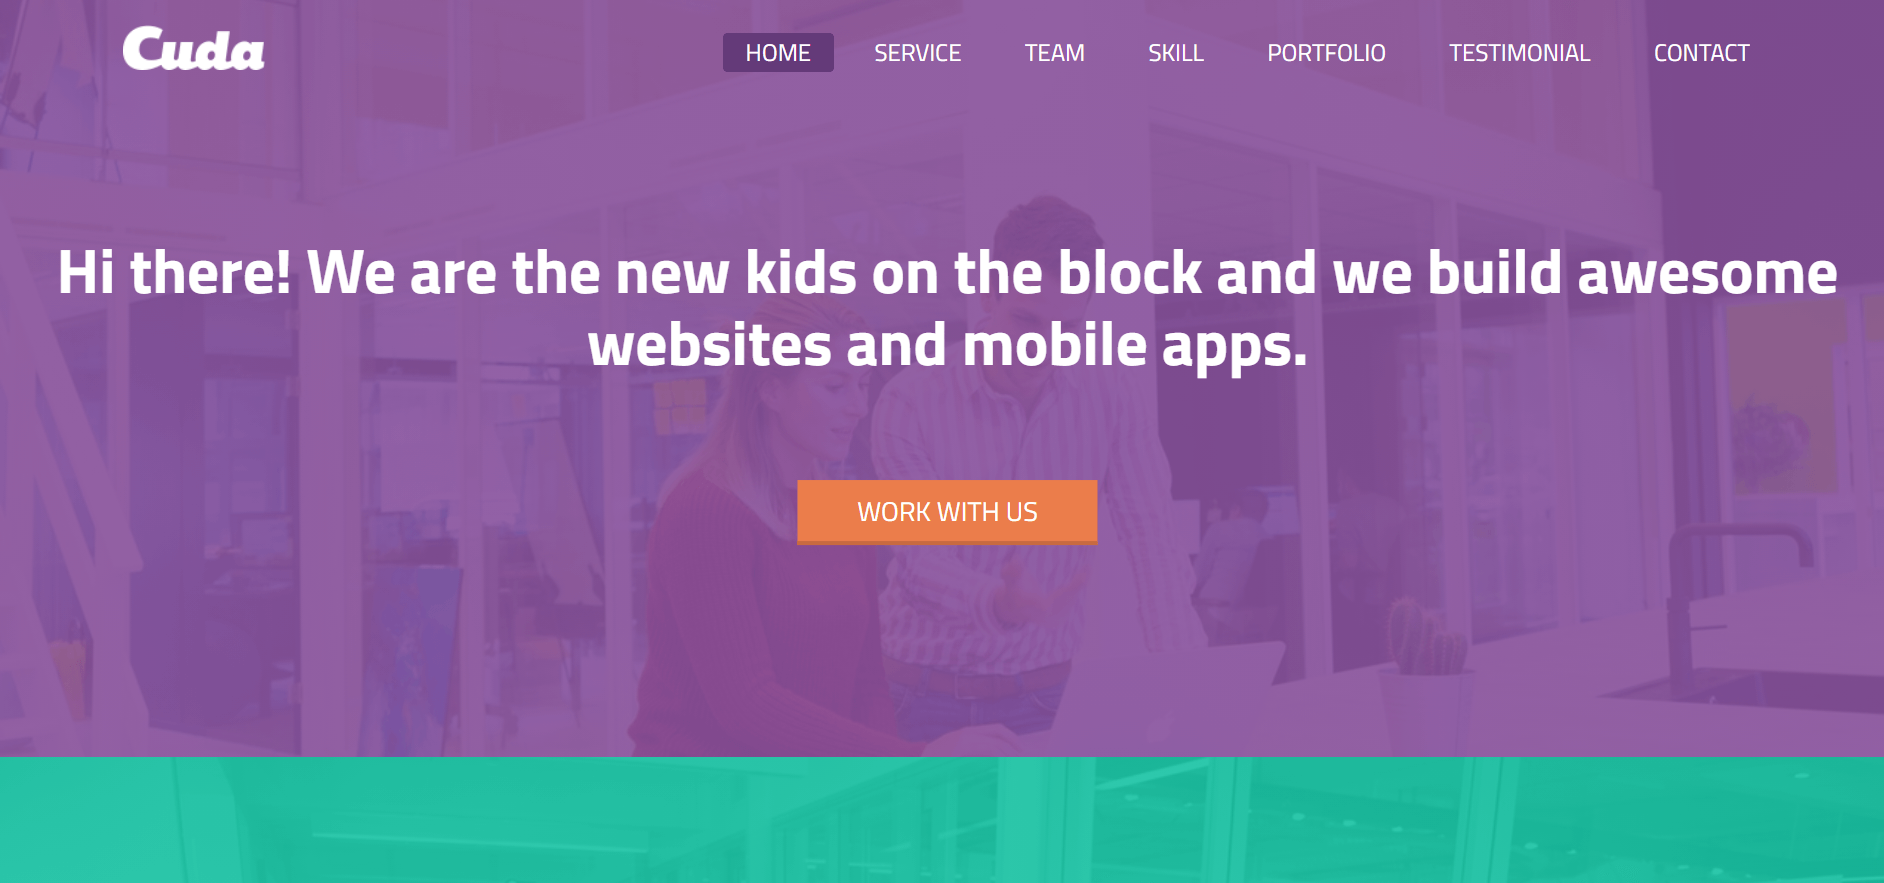 Cuda
HOME SERVICE TEAM SKILL PORTFOLIO TESTIMONIAL CONTACT
Hi there! We are the new kids on the block and we build awesome
websites and mobile apps.
WORK WITH US